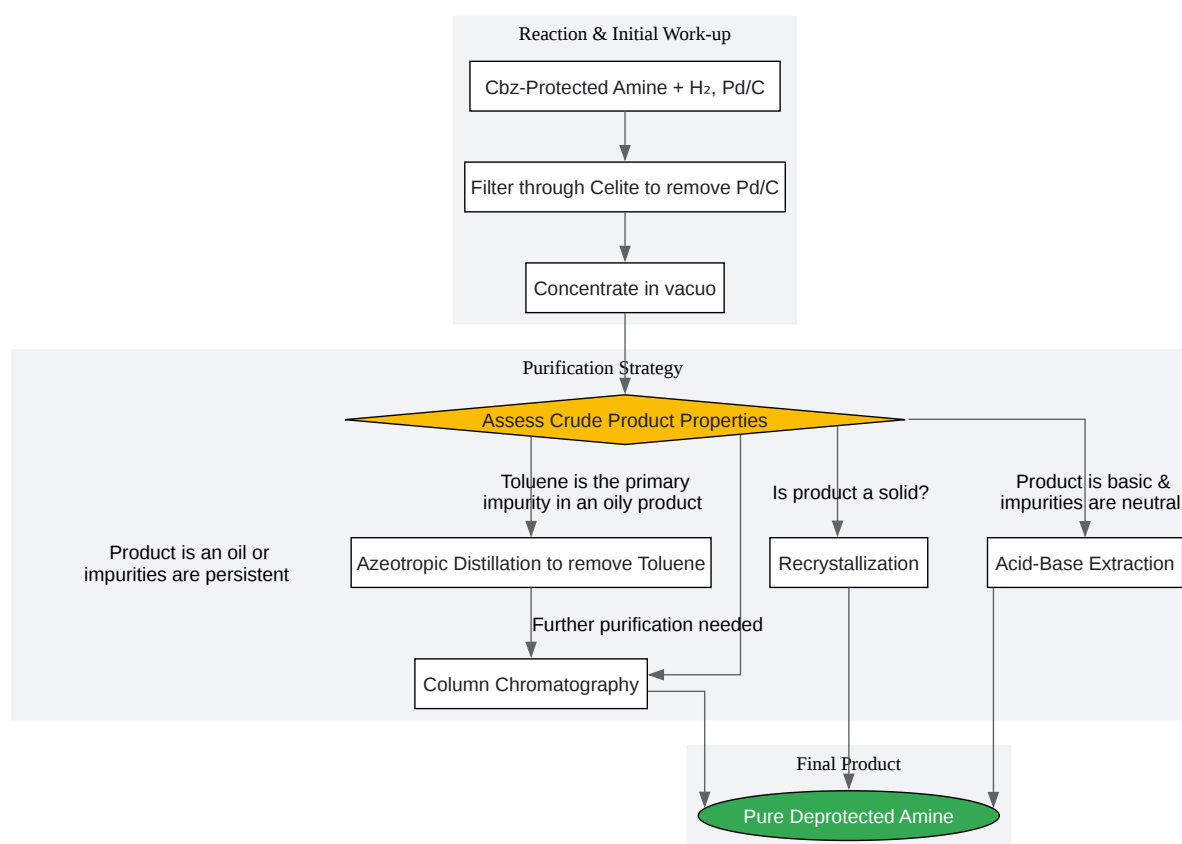 Reaction & Initial Work-up
Cbz-Protected Amine + H₂, Pd/C
Filter through Celite to remove Pd/C
Concentrate in vacuo
Purification Strategy
Assess Crude Product Properties
Toluene is the primary
impurity in an oily product
Is product a solid?
Product is basic &
impurities are neutral
Product is an oil or
impurities are persistent
Azeotropic Distillation to remove Toluene
Recrystallization
Acid-Base Extraction
Further purification needed
Column Chromatography
Final Product
Pure Deprotected Amine